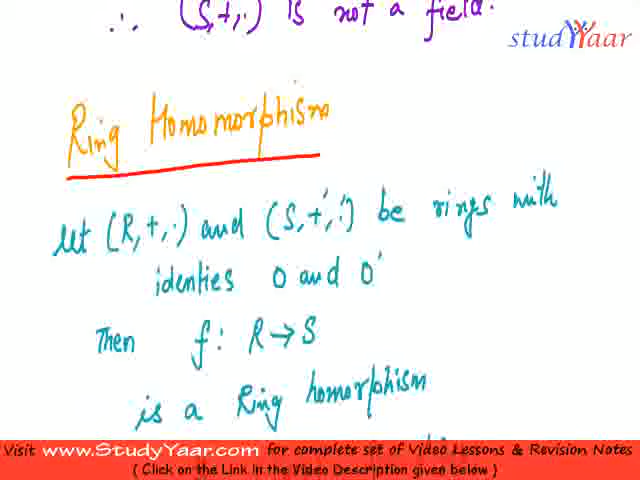 ∴ (S,+,.) is not a field.
studYYaar
Ring Homomorphism
let (R,+,.) and (S,+',.') be rings with
identies 0 and 0'
Then f: R→S
is a Ring homorphism
Visit www.StudyYaar.com for complete set of Video Lessons & Revision Notes
( Click on the Link in the Video Description given below )